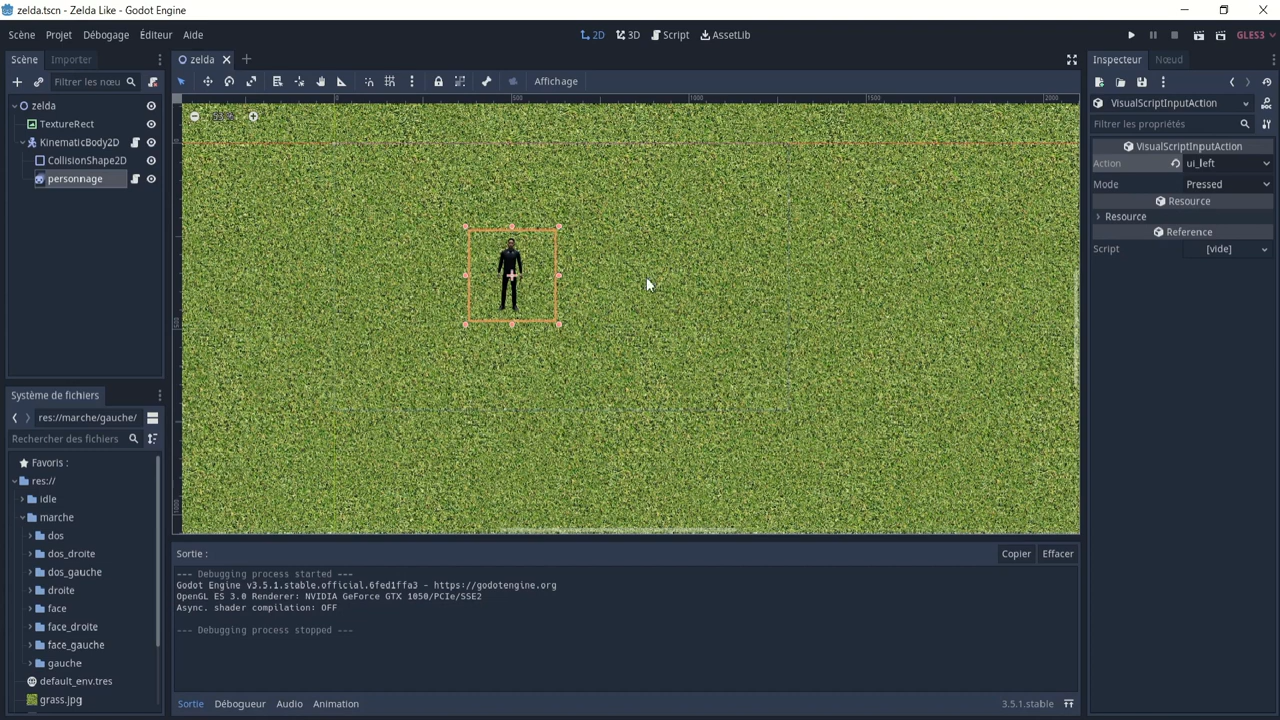 zelda.tscn - Zelda Like - Godot Engine
Scène Projet Débogage Éditeur Aide
2D 3D Script AssetLib
GLES3
Scène Importer
zelda
Inspecteur Nœud
Filtrer les nœu
Affichage
zelda
TextureRect
KinematicBody2D
CollisionShape2D
personnage
0 500 1000 1500 2000
VisualScriptInputAction
Filtrer les propriétés
VisualScriptInputAction
Action ui_left
Mode Pressed
Resource
Resource
Reference
Script [vide]
Système de fichiers
res://marche/gauche/
Rechercher des fichiers
Favoris :
res://
idle
marche
dos
dos_droite
dos_gauche
droite
face
face_droite
face_gauche
gauche
default_env.tres
grass.jpg
Sortie :
Copier Effacer
--- Debugging process started ---
Godot Engine v3.5.1.stable.official.6fed1ffa3 - https://godotengine.org
OpenGL ES 3.0 Renderer: NVIDIA GeForce GTX 1050/PCIe/SSE2
Async. shader compilation: OFF
--- Debugging process stopped ---
Sortie Débogueur Audio Animation
3.5.1.stable